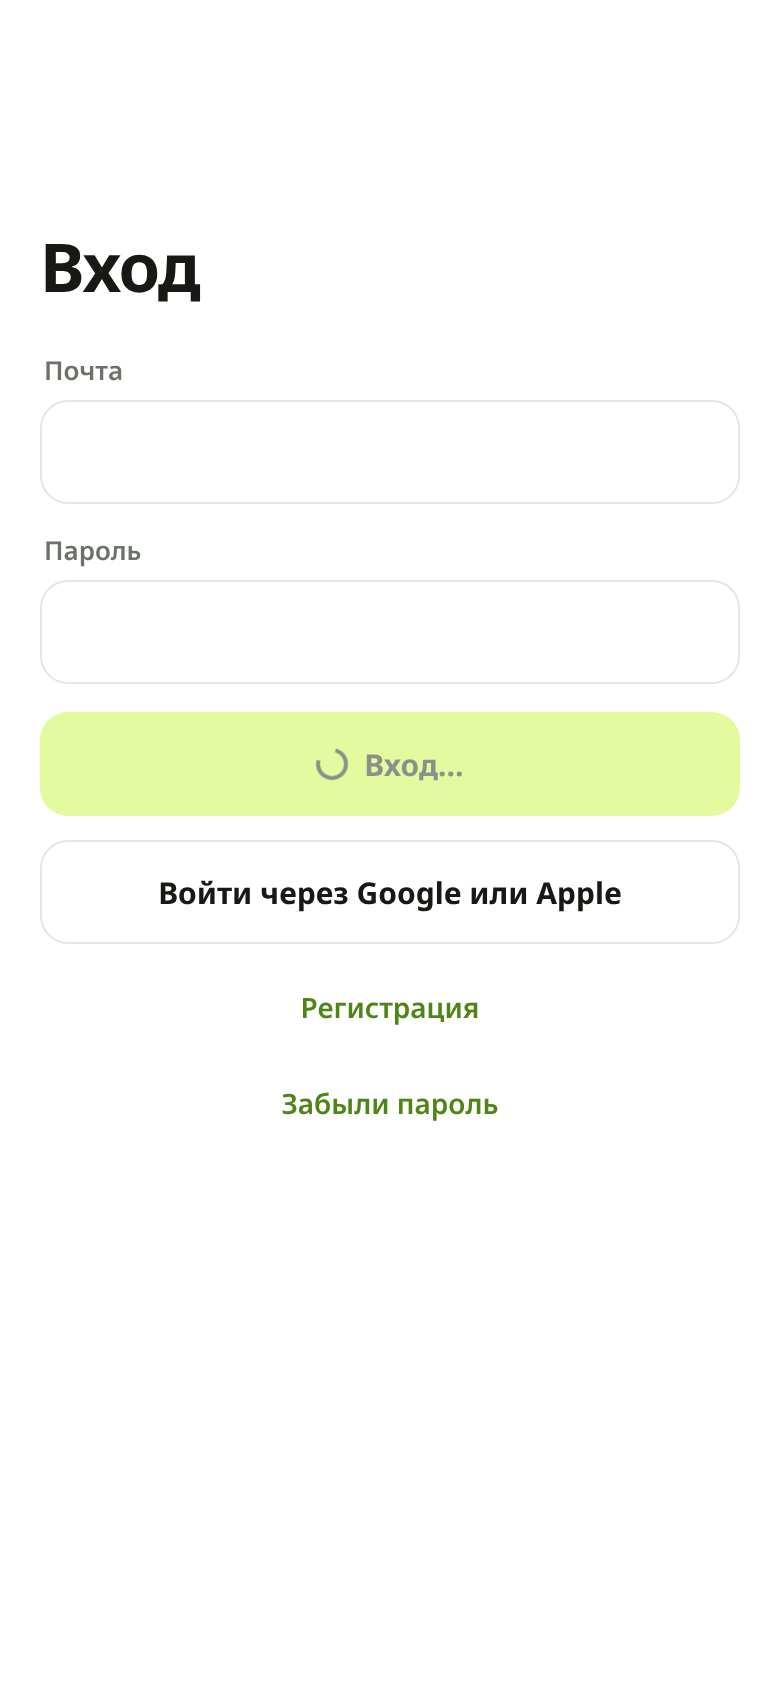 Вход
Почта
Пароль
Вход...
Войти через Google или Apple
Регистрация
Забыли пароль